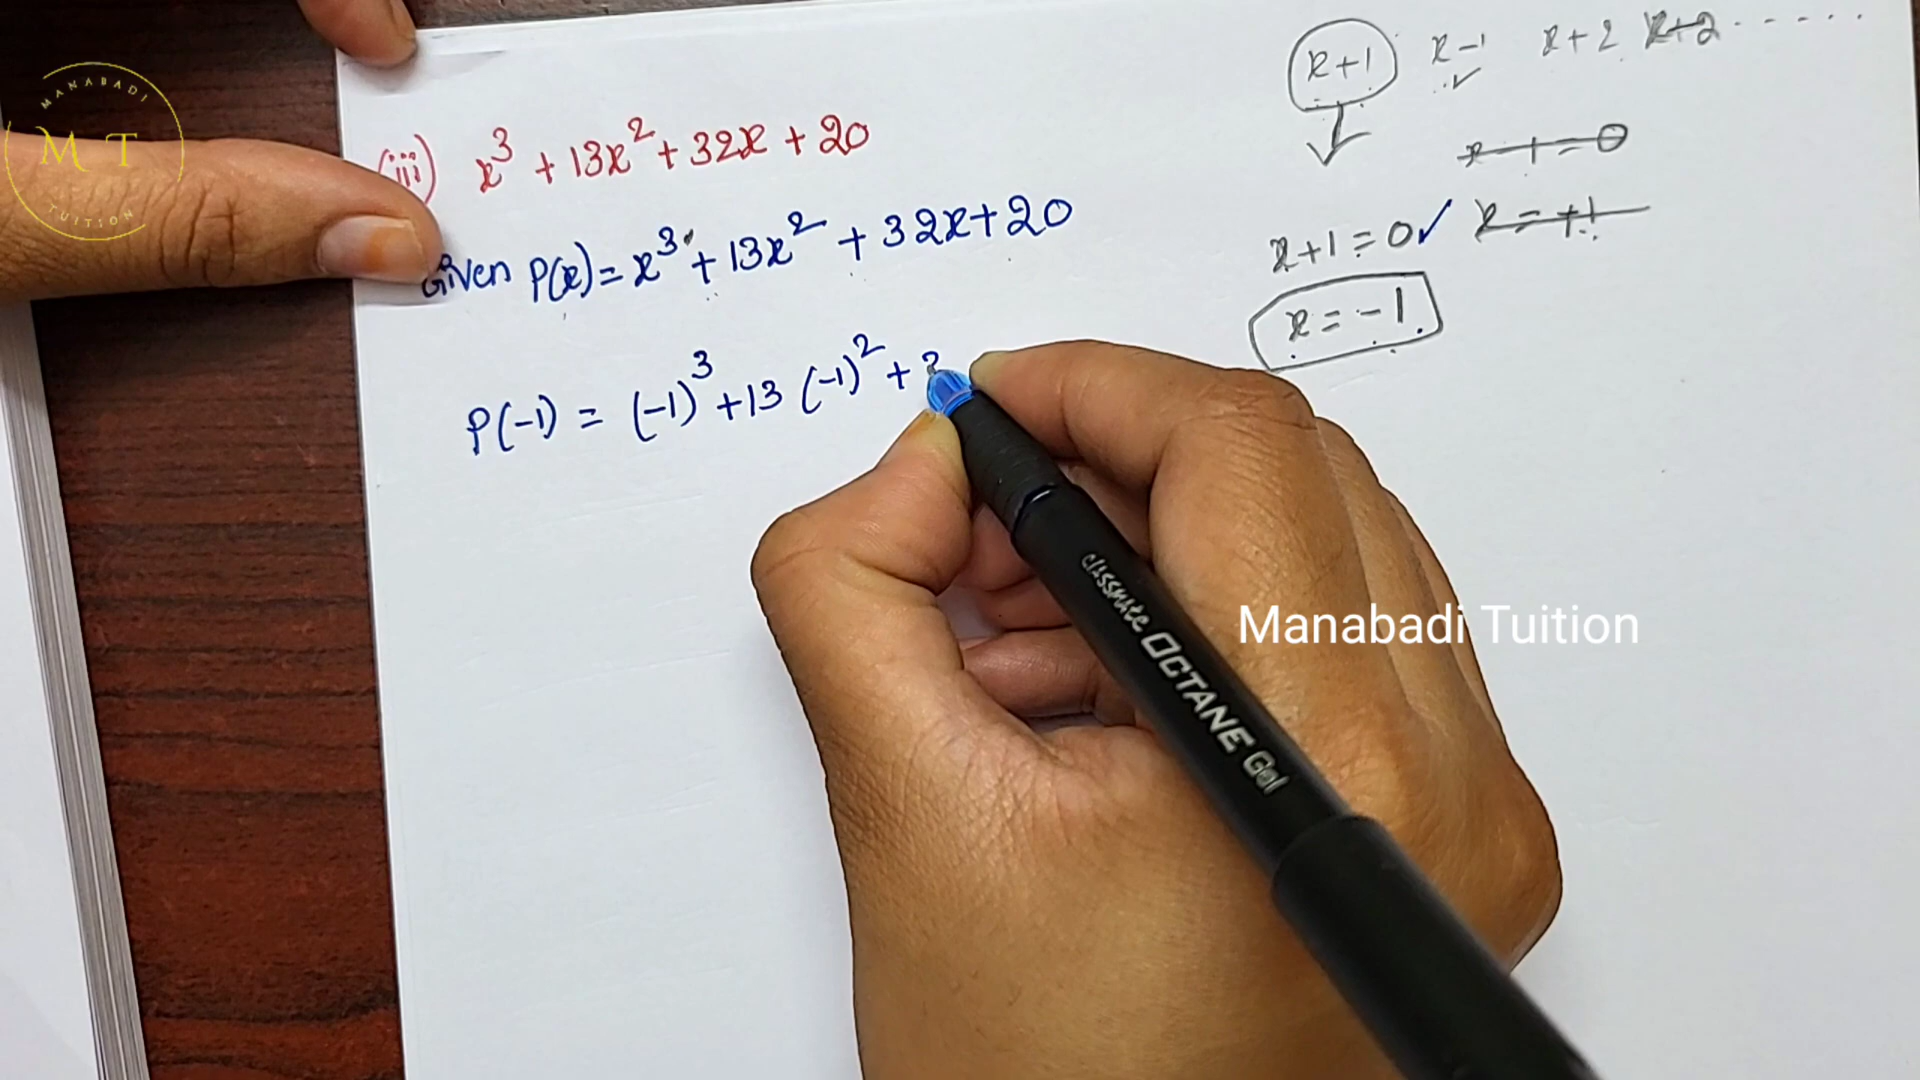 MANABADI
M T
TUITION
(iii) x³ + 13x² + 32x + 20
Given P(x) = x³ + 13x² + 32x + 20
P(-1) = (-1)³ + 13 (-1)² + 3
x+1 x-1 x+2 x+2 ......
x-1=0
x+1=0✓ x=+1
x=-1
classmate OCTANE Gel
Manabadi Tuition